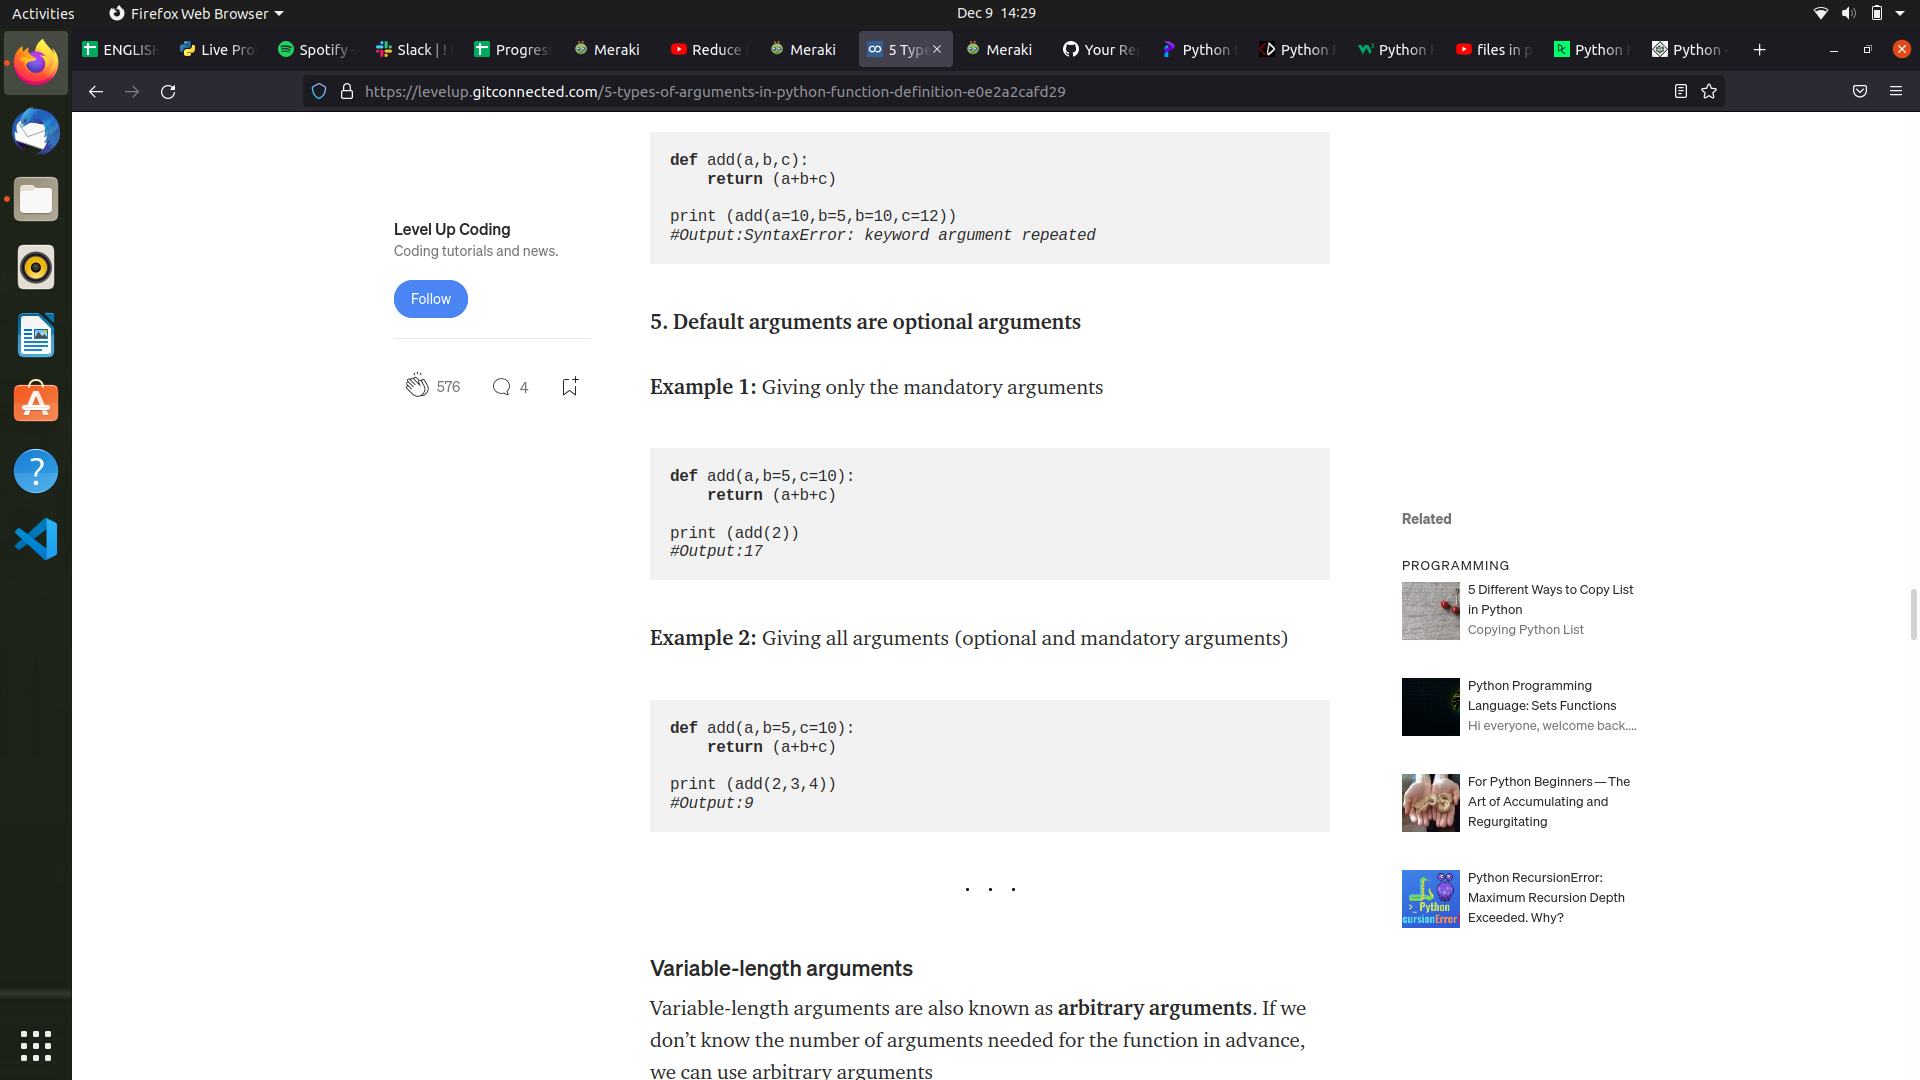 Activities
Firefox Web Browser
Dec 9 14:29
ENGLISH
Live Pro
Spotify
Slack | !
Progres
Meraki
Reduce
Meraki
5 Type
Meraki
Your Re
Python
Python
Python
files in p
Python
Python
https://levelup.gitconnected.com/5-types-of-arguments-in-python-function-definition-e0e2a2cafd29
def add(a,b,c):
    return (a+b+c)
print (add(a=10,b=5,b=10,c=12))
#Output:SyntaxError: keyword argument repeated
Level Up Coding
Coding tutorials and news.
Follow
576
4
5. Default arguments are optional arguments
Example 1: Giving only the mandatory arguments
def add(a,b=5,c=10):
    return (a+b+c)
print (add(2))
#Output:17
Example 2: Giving all arguments (optional and mandatory arguments)
def add(a,b=5,c=10):
    return (a+b+c)
print (add(2,3,4))
#Output:9
. . .
Variable-length arguments
Variable-length arguments are also known as arbitrary arguments. If we
don’t know the number of arguments needed for the function in advance,
we can use arbitrary arguments
Related
PROGRAMMING
5 Different Ways to Copy List
in Python
Copying Python List
Python Programming
Language: Sets Functions
Hi everyone, welcome back....
For Python Beginners — The
Art of Accumulating and
Regurgitating
>_ Python
cursionError
Python RecursionError:
Maximum Recursion Depth
Exceeded. Why?